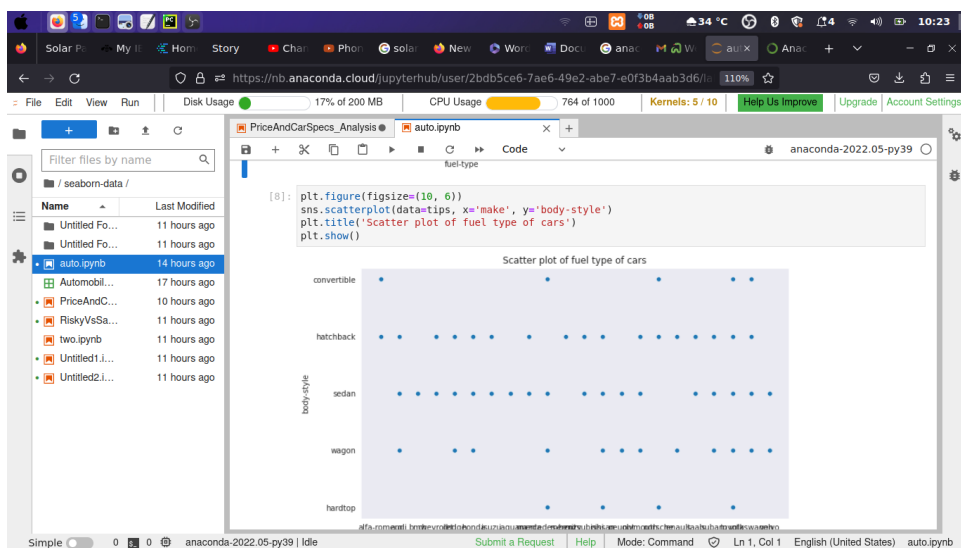 0B
0B
34 °C
4
10:23
Solar Pa
My I
Hom
Story
Chan
Phon
solar
New
Word
Docu
anac
W
aut
Anac
https://nb.anaconda.cloud/jupyterhub/user/2bdb5ce6-7ae6-49e2-abe7-e0f3b4aab3d6/la
110%
File Edit View Run
Disk Usage
17% of 200 MB
CPU Usage
764 of 1000
Kernels: 5 / 10
Help Us Improve
Upgrade
Account Settings
PriceAndCarSpecs_Analysis
auto.ipynb
Filter files by name
Code
anaconda-2022.05-py39
/ seaborn-data /
Name
Last Modified
Untitled Fo... 11 hours ago
Untitled Fo... 11 hours ago
auto.ipynb 14 hours ago
Automobil... 17 hours ago
PriceAndC... 10 hours ago
RiskyVsSa... 11 hours ago
two.ipynb 11 hours ago
Untitled1.i... 11 hours ago
Untitled2.i... 11 hours ago
fuel-type
[8]: plt.figure(figsize=(10, 6))
sns.scatterplot(data=tips, x='make', y='body-style')
plt.title('Scatter plot of fuel type of cars')
plt.show()
Scatter plot of fuel type of cars
convertible
hatchback
sedan
wagon
hardtop
body-style
Simple
0
0
anaconda-2022.05-py39 | Idle
Submit a Request
Help
Mode: Command
Ln 1, Col 1
English (United States)
auto.ipynb